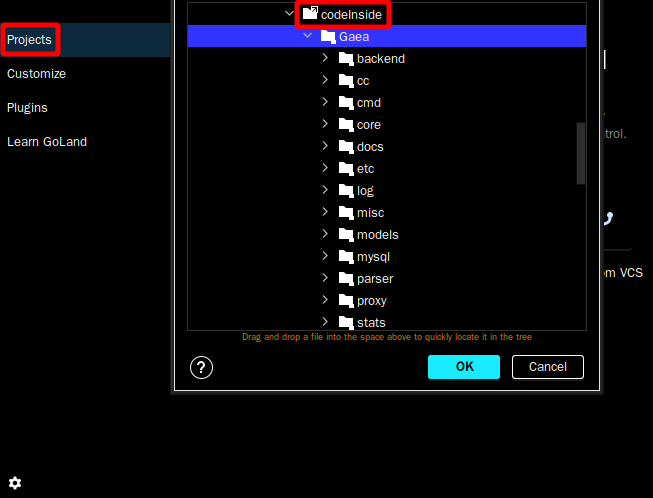 codeInside
Projects
Gaea
backend
Customize
cc
cmd
Plugins
core
trol.
Learn GoLand
docs
etc
log
misc
models
mysql
om VCS
parser
proxy
stats
Drag and drop a file into the space above to quickly locate it in the tree
?
OK
Cancel